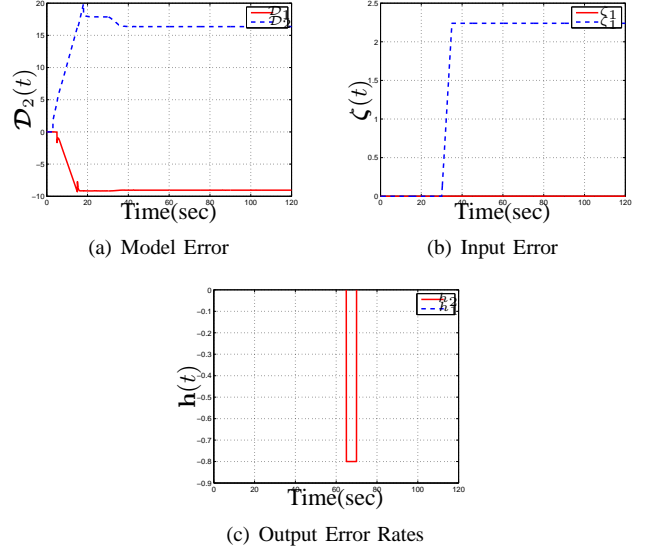 20
15
10
5
0
−5
−10
0 20 40 60 80 100 120
𝓓₂(t)
Time(sec)
𝒟₁
𝒟₂
(a) Model Error
2.5
2
1.5
1
0.5
0
0 20 40 60 80 100 120
ζ(t)
Time(sec)
ζ₁
ζ₁
(b) Input Error
0
−0.1
−0.2
−0.3
−0.4
−0.5
−0.6
−0.7
−0.8
−0.9
0 20 40 60 80 100 120
h(t)
Time(sec)
h₂
h₁
(c) Output Error Rates